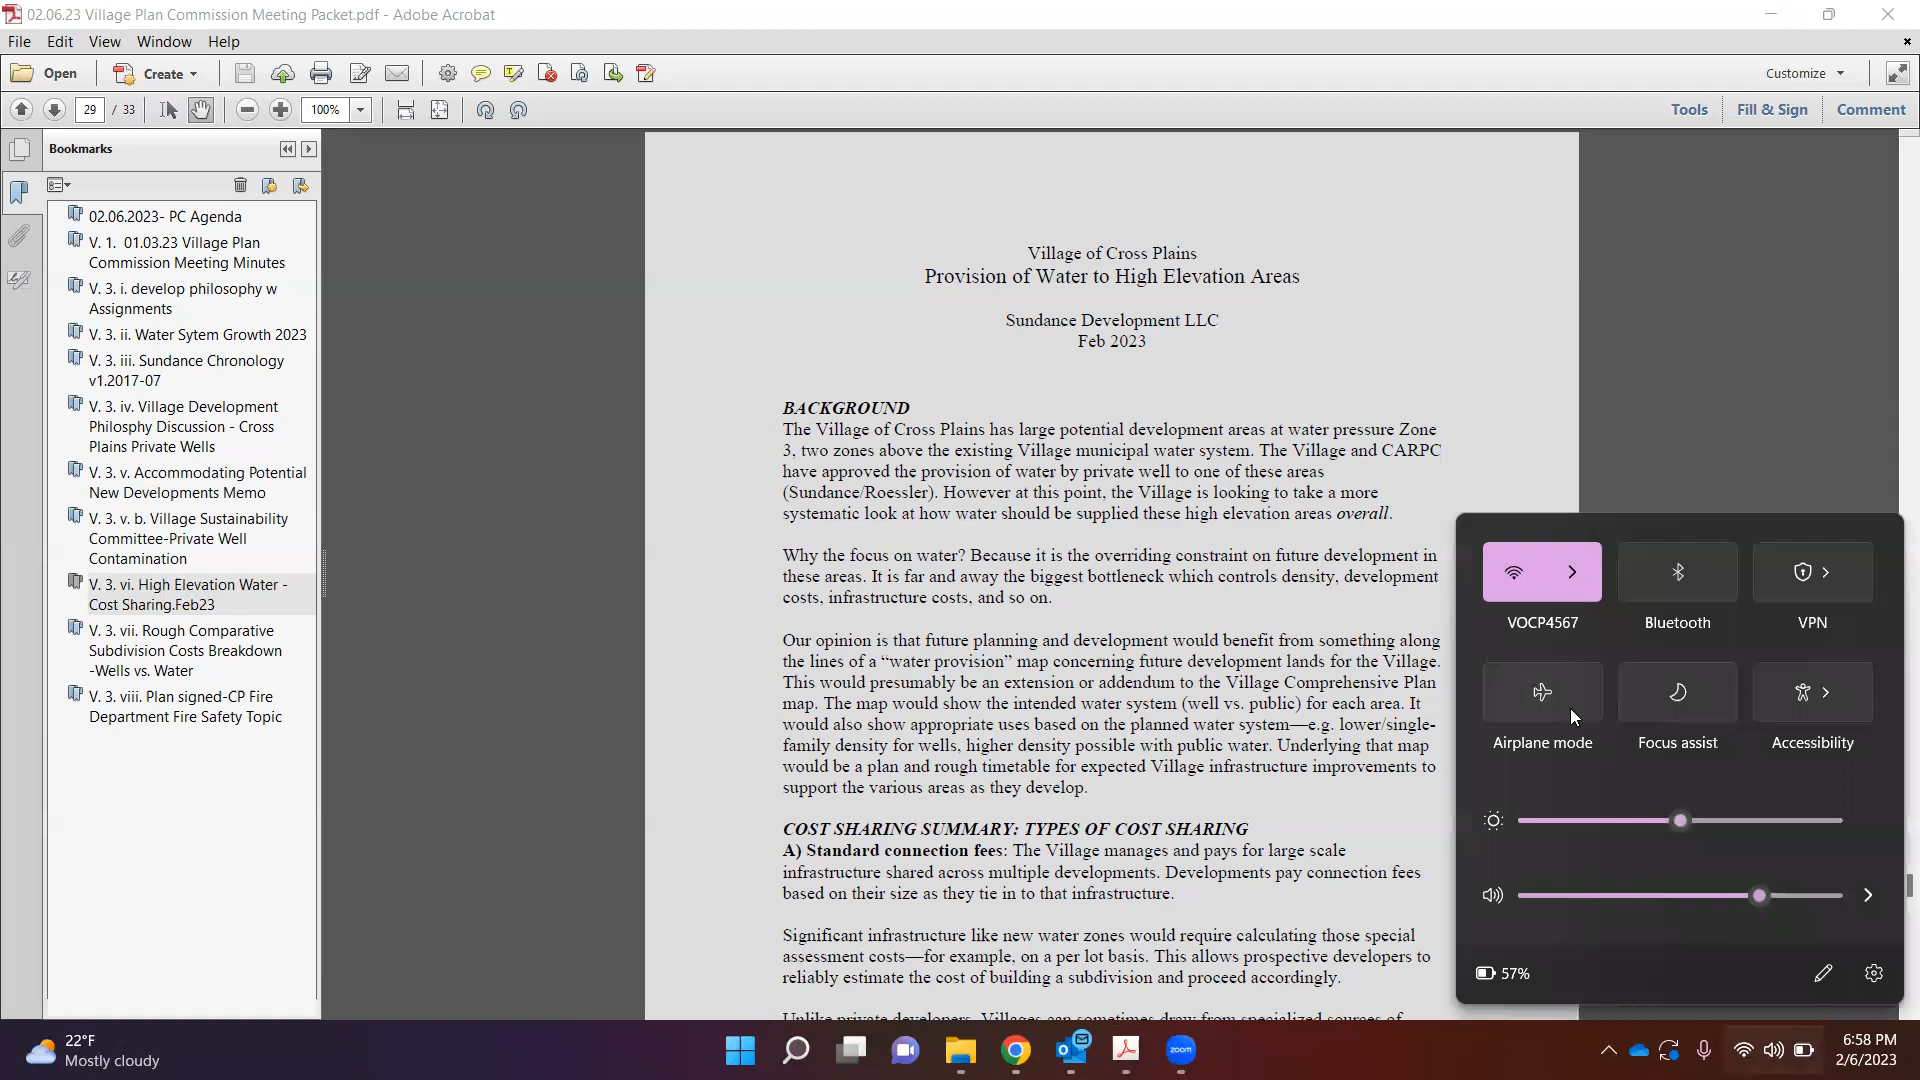 02.06.23 Village Plan Commission Meeting Packet.pdf - Adobe Acrobat
File Edit View Window Help
Open Create Customize
29 / 33 100% Tools Fill & Sign Comment
Bookmarks
02.06.2023- PC Agenda
V. 1. 01.03.23 Village Plan
Commission Meeting Minutes
V. 3. i. develop philosophy w
Assignments
V. 3. ii. Water Sytem Growth 2023
V. 3. iii. Sundance Chronology
v1.2017-07
V. 3. iv. Village Development
Philosphy Discussion - Cross
Plains Private Wells
V. 3. v. Accommodating Potential
New Developments Memo
V. 3. v. b. Village Sustainability
Committee-Private Well
Contamination
V. 3. vi. High Elevation Water -
Cost Sharing.Feb23
V. 3. vii. Rough Comparative
Subdivision Costs Breakdown
-Wells vs. Water
V. 3. viii. Plan signed-CP Fire
Department Fire Safety Topic
Village of Cross Plains
Provision of Water to High Elevation Areas
Sundance Development LLC
Feb 2023
BACKGROUND
The Village of Cross Plains has large potential development areas at water pressure Zone
3, two zones above the existing Village municipal water system. The Village and CARPC
have approved the provision of water by private well to one of these areas
(Sundance/Roessler). However at this point, the Village is looking to take a more
systematic look at how water should be supplied these high elevation areas overall.
Why the focus on water? Because it is the overriding constraint on future development in
these areas. It is far and away the biggest bottleneck which controls density, development
costs, infrastructure costs, and so on.
Our opinion is that future planning and development would benefit from something along
the lines of a “water provision” map concerning future development lands for the Village.
This would presumably be an extension or addendum to the Village Comprehensive Plan
map. The map would show the intended water system (well vs. public) for each area. It
would also show appropriate uses based on the planned water system—e.g. lower/single-
family density for wells, higher density possible with public water. Underlying that map
would be a plan and rough timetable for expected Village infrastructure improvements to
support the various areas as they develop.
COST SHARING SUMMARY: TYPES OF COST SHARING
A) Standard connection fees: The Village manages and pays for large scale
infrastructure shared across multiple developments. Developments pay connection fees
based on their size as they tie in to that infrastructure.
Significant infrastructure like new water zones would require calculating those special
assessment costs—for example, on a per lot basis. This allows prospective developers to
reliably estimate the cost of building a subdivision and proceed accordingly.
Unlike private developers, Villages can sometimes draw from specialized sources of
VOCP4567 Bluetooth VPN
Airplane mode Focus assist Accessibility
57%
22°F
Mostly cloudy
zoom
6:58 PM
2/6/2023